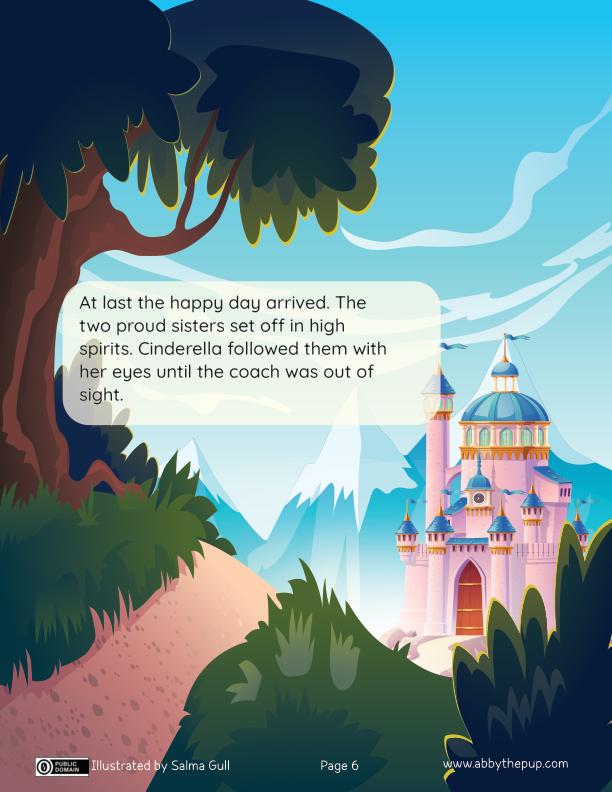 At last the happy day arrived. The
two proud sisters set off in high
spirits. Cinderella followed them with
her eyes until the coach was out of
sight.
PUBLIC
DOMAIN
Illustrated by Salma Gull
Page 6
www.abbythepup.com